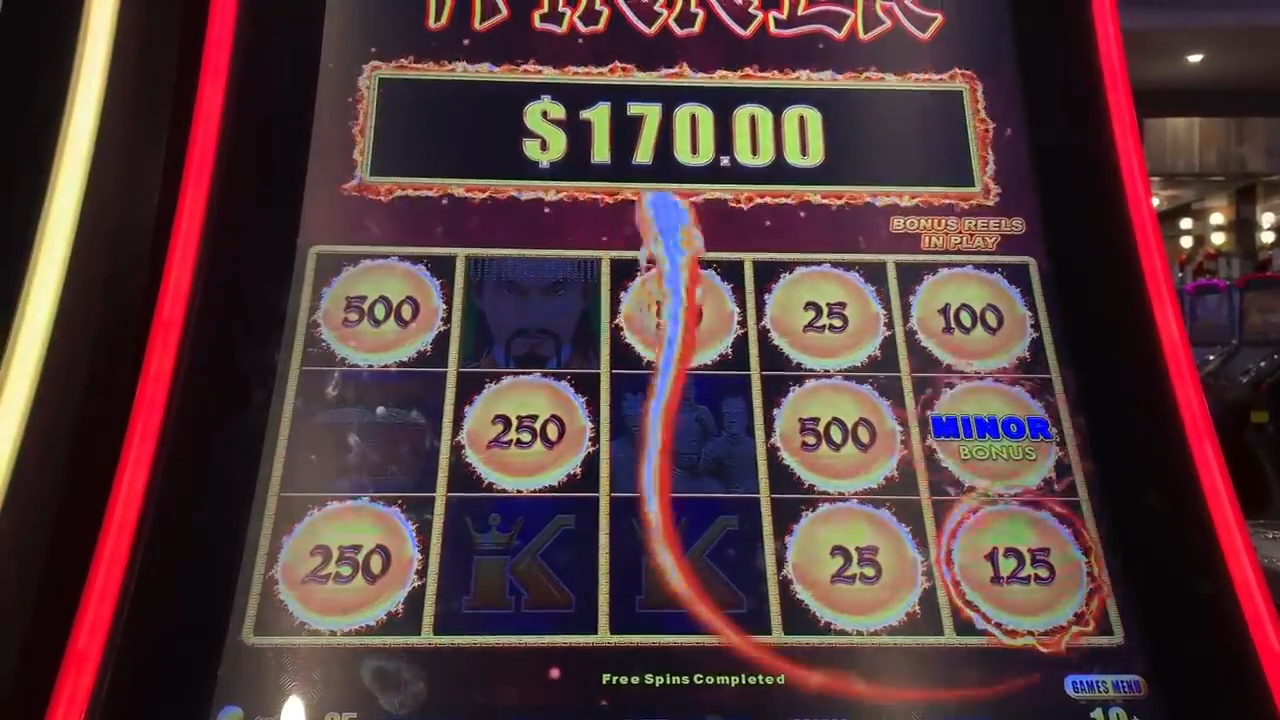 WINNER
$170.00
BONUS REELS
IN PLAY
500
25
100
250
500
MINOR
BONUS
250
K
K
25
125
Free Spins Completed
GAMES MENU